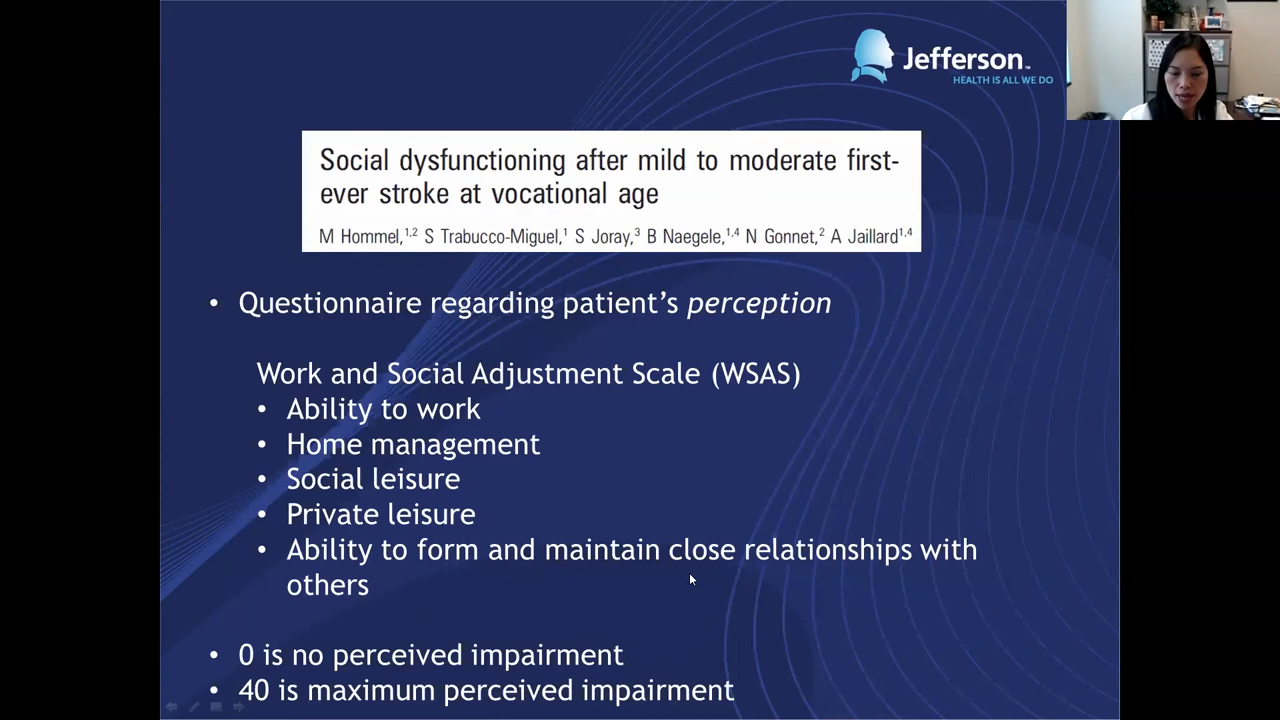 Jefferson™
HEALTH IS ALL WE DO
Social dysfunctioning after mild to moderate first-
ever stroke at vocational age
M Hommel,1,2 S Trabucco-Miguel,1 S Joray,3 B Naegele,1,4 N Gonnet,2 A Jaillard1,4
• Questionnaire regarding patient’s perception
Work and Social Adjustment Scale (WSAS)
• Ability to work
• Home management
• Social leisure
• Private leisure
• Ability to form and maintain close relationships with
others
• 0 is no perceived impairment
• 40 is maximum perceived impairment